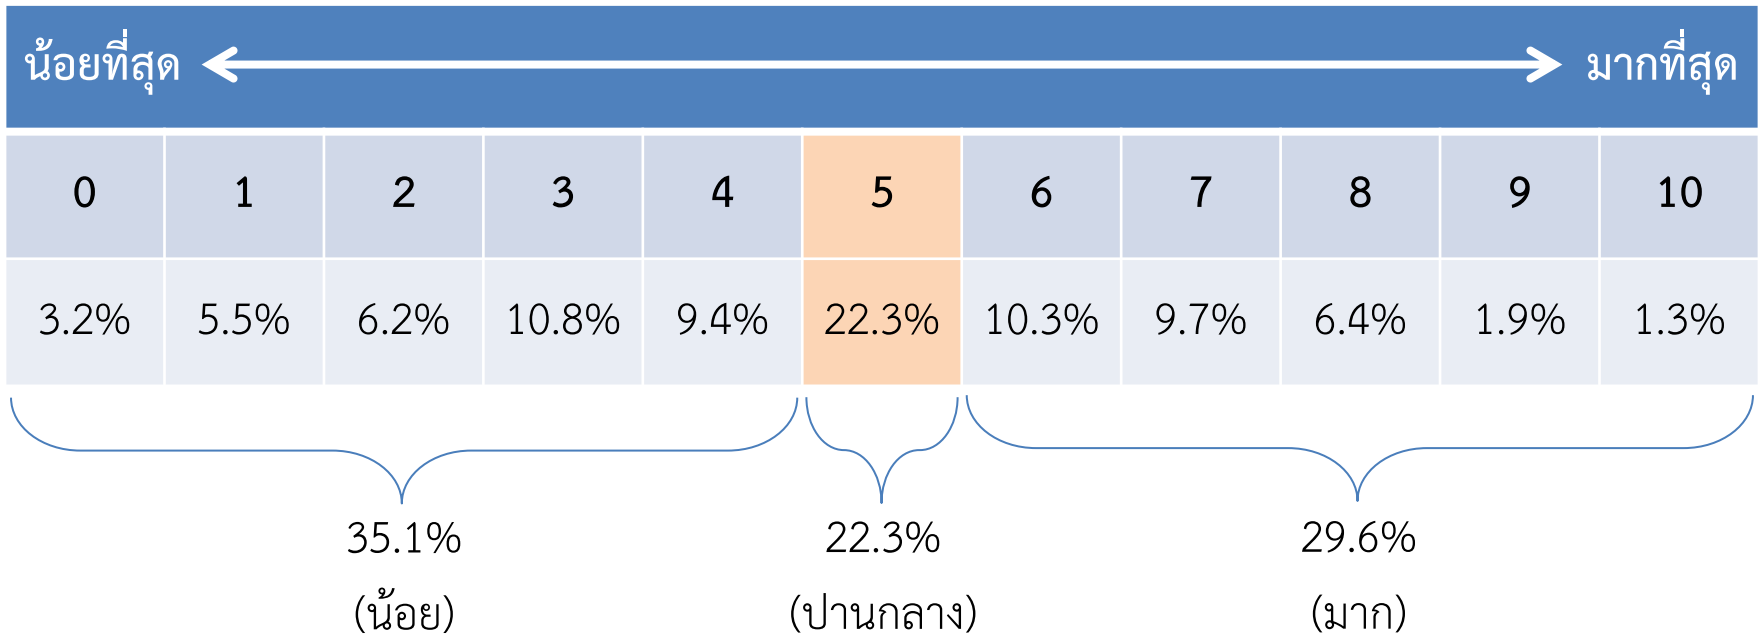 น้อยที่สุด มากที่สุด
0 1 2 3 4 5 6 7 8 9 10
3.2% 5.5% 6.2% 10.8% 9.4% 22.3% 10.3% 9.7% 6.4% 1.9% 1.3%
35.1% 22.3% 29.6%
(น้อย) (ปานกลาง) (มาก)